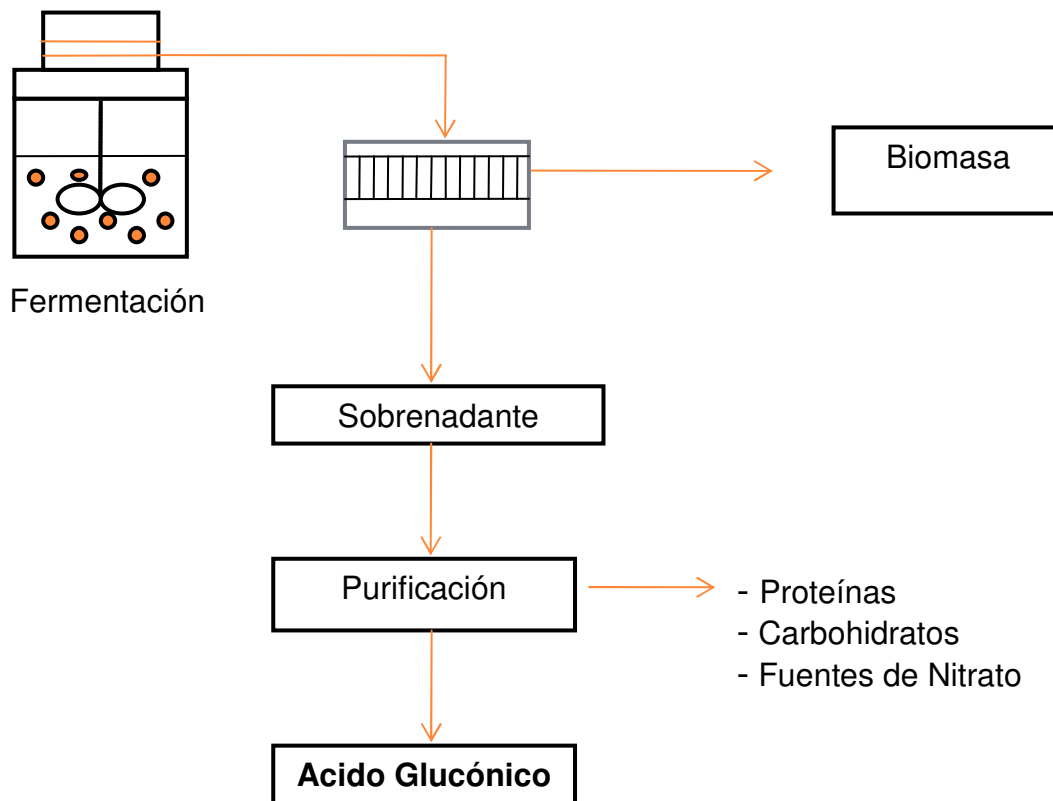 Biomasa
Fermentación
Sobrenadante
Purificación
- Proteínas
- Carbohidratos
- Fuentes de Nitrato
Acido Glucónico